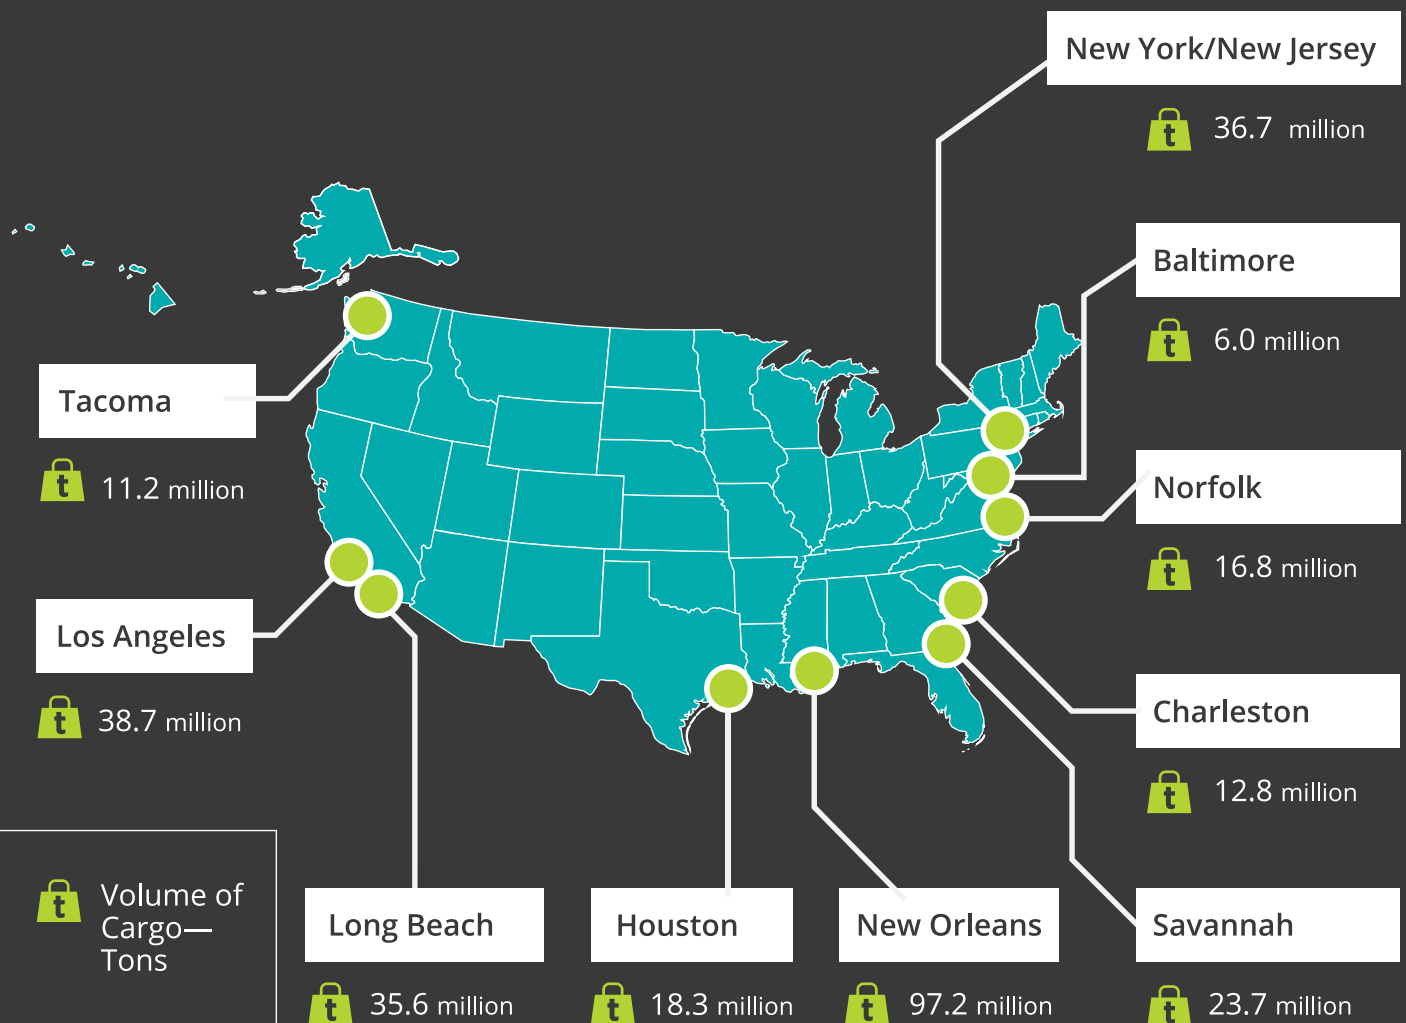 New York/New Jersey
t 36.7 million
Baltimore
t 6.0 million
Tacoma
t 11.2 million
Norfolk
t 16.8 million
Los Angeles
t 38.7 million
Charleston
t 12.8 million
t Volume of
Cargo—
Tons
Long Beach
t 35.6 million
Houston
t 18.3 million
New Orleans
t 97.2 million
Savannah
t 23.7 million